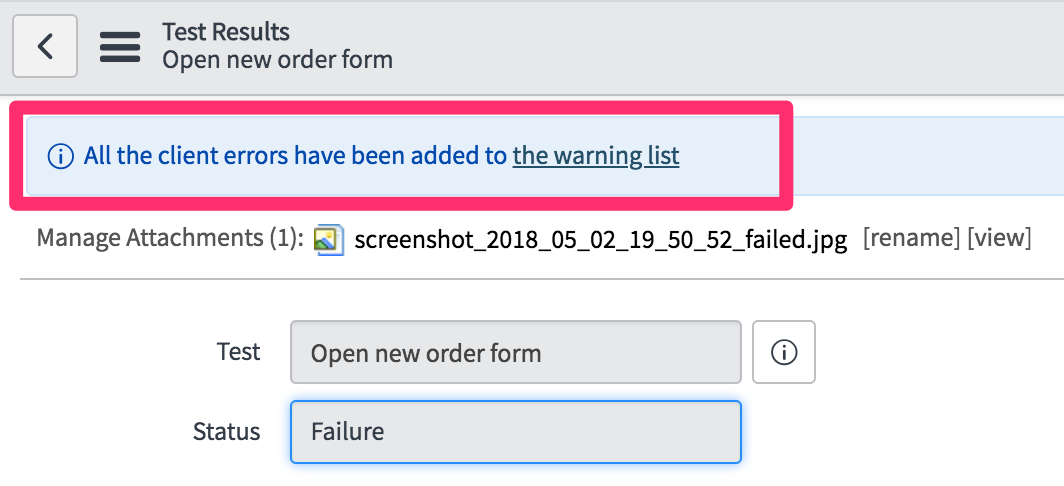 Test Results
Open new order form
All the client errors have been added to the warning list
Manage Attachments (1): screenshot_2018_05_02_19_50_52_failed.jpg [rename] [view]
Test Open new order form
Status Failure